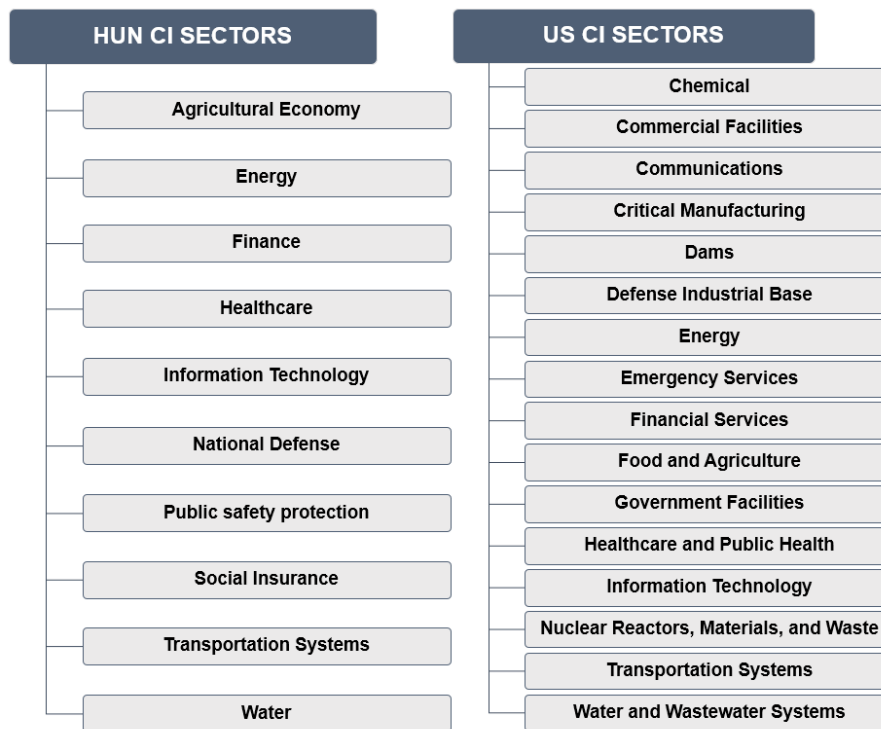 HUN CI SECTORS
Agricultural Economy
Energy
Finance
Healthcare
Information Technology
National Defense
Public safety protection
Social Insurance
Transportation Systems
Water
US CI SECTORS
Chemical
Commercial Facilities
Communications
Critical Manufacturing
Dams
Defense Industrial Base
Energy
Emergency Services
Financial Services
Food and Agriculture
Government Facilities
Healthcare and Public Health
Information Technology
Nuclear Reactors, Materials, and Waste
Transportation Systems
Water and Wastewater Systems